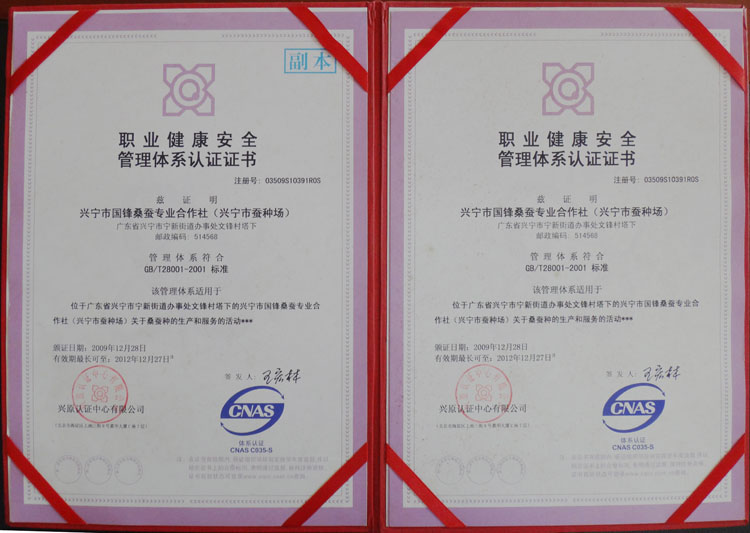 副本
职业健康安全
管理体系认证证书
注册号：03509S10391R0S
兹证明
兴宁市国锋桑蚕专业合作社（兴宁市蚕种场）
广东省兴宁市宁新街道办事处文锋村塔下
邮政编码：514568
管理体系符合
GB/T28001-2001 标准
该管理体系适用于
位于广东省兴宁市宁新街道办事处文锋村塔下的兴宁市国锋桑蚕专业合
作社（兴宁市蚕种场）关于桑蚕种的生产和服务的活动***
颁证日期：2009年12月28日
有效期最长可至：2012年12月27日
签发人：
兴原认证中心有限公司
CNAS
体系认证
CNAS C035-S
职业健康安全
管理体系认证证书
注册号：03509S10391R0S
兹证明
兴宁市国锋桑蚕专业合作社（兴宁市蚕种场）
广东省兴宁市宁新街道办事处文锋村塔下
邮政编码：514568
管理体系符合
GB/T28001-2001 标准
该管理体系适用于
位于广东省兴宁市宁新街道办事处文锋村塔下的兴宁市国锋桑蚕专业合
作社（兴宁市蚕种场）关于桑蚕种的生产和服务的活动***
颁证日期：2009年12月28日
有效期最长可至：2012年12月27日
签发人：
兴原认证中心有限公司
CNAS
体系认证
CNAS C035-S